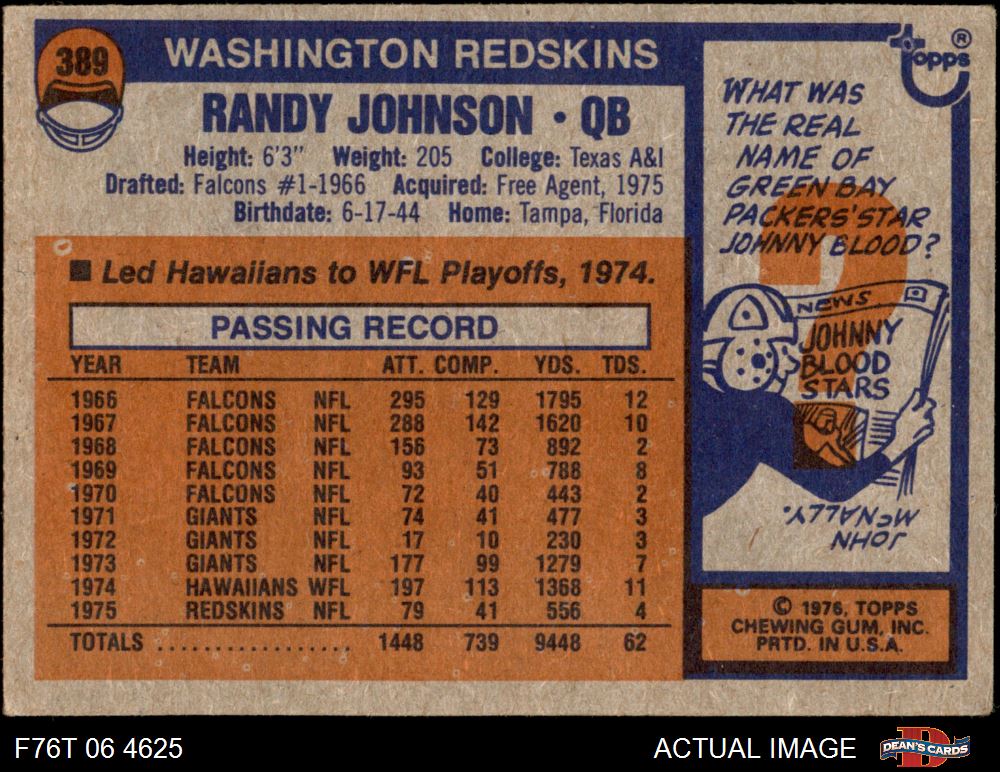 389
WASHINGTON REDSKINS
RANDY JOHNSON • QB
Height: 6'3" Weight: 205 College: Texas A&I
Drafted: Falcons #1-1966 Acquired: Free Agent, 1975
Birthdate: 6-17-44 Home: Tampa, Florida
■ Led Hawaiians to WFL Playoffs, 1974.
PASSING RECORD
YEAR TEAM ATT. COMP. YDS. TDS.
1966 FALCONS NFL 295 129 1795 12
1967 FALCONS NFL 288 142 1620 10
1968 FALCONS NFL 156 73 892 2
1969 FALCONS NFL 93 51 788 8
1970 FALCONS NFL 72 40 443 2
1971 GIANTS NFL 74 41 477 3
1972 GIANTS NFL 17 10 230 3
1973 GIANTS NFL 177 99 1279 7
1974 HAWAIIANS WFL 197 113 1368 11
1975 REDSKINS NFL 79 41 556 4
TOTALS .................. 1448 739 9448 62
Topps®
WHAT WAS
THE REAL
NAME OF
GREEN BAY
PACKERS' STAR
JOHNNY BLOOD?
?
NEWS
JOHNNY
BLOOD
STARS
JOHN
McNALLY.
© 1976, TOPPS
CHEWING GUM, INC.
PRTD. IN U.S.A.
F76T 06 4625
ACTUAL IMAGE
DEAN'S CARDS